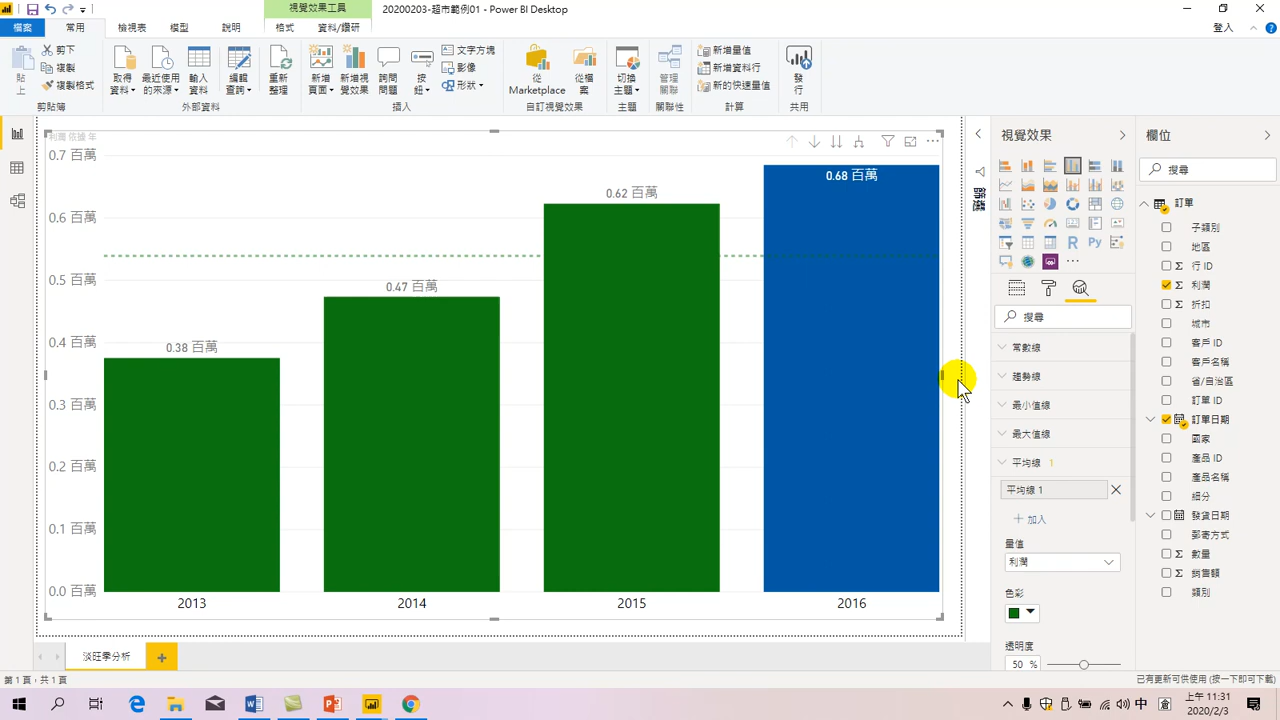 視覺效果工具
20200203-超市範例01 - Power BI Desktop
檔案
常用
檢視表
模型
說明
格式
資料/鑽研
登入
貼上
剪下
複製
複製格式
剪貼簿
取得資料
最近使用的來源
輸入資料
編輯查詢
重新整理
外部資料
新增頁面
新增視覺效果
詢問問題
按鈕
文字方塊
影像
形狀
插入
從 Marketplace
從檔案
自訂視覺效果
切換主題
主題
管理關聯
關聯性
新增量值
新增資料行
新的快速量值
計算
發行
共用
利潤 依據 年
0.7 百萬
0.6 百萬
0.5 百萬
0.4 百萬
0.3 百萬
0.2 百萬
0.1 百萬
0.0 百萬
0.38 百萬
0.47 百萬
0.62 百萬
0.68 百萬
2013
2014
2015
2016
篩選
視覺效果
搜尋
常數線
趨勢線
最小值線
最大值線
平均線 1
平均線 1
加入
量值
利潤
色彩
透明度
50 %
欄位
搜尋
訂單
子類別
地區
行 ID
利潤
折扣
城市
客戶 ID
客戶名稱
省/自治區
訂單 ID
訂單日期
國家
產品 ID
產品名稱
細分
發貨日期
郵寄方式
數量
銷售額
類別
淡旺季分析
第 1 頁，共 1 頁
已有更新可供使用 (按一下即可下載)
中
上午 11:31
2020/2/3